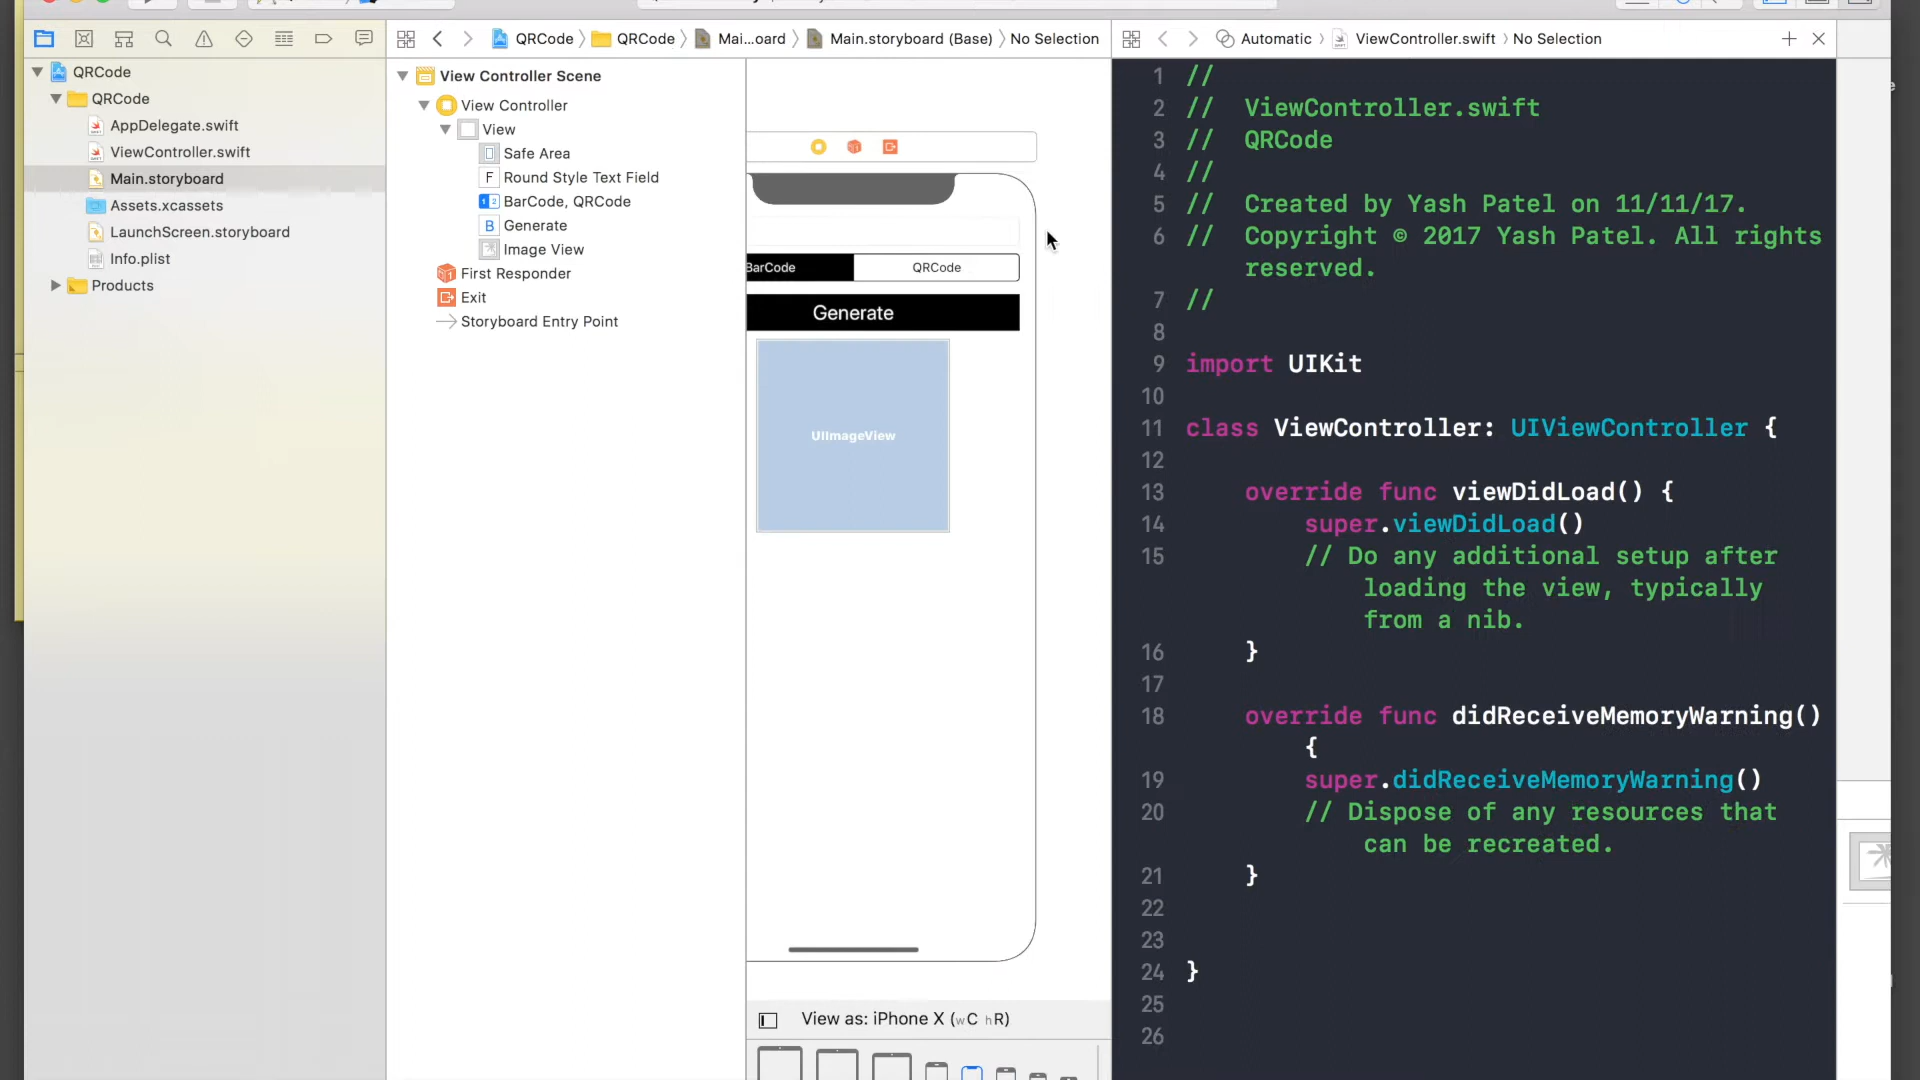 QRCode
QRCode
Mai...oard
Main.storyboard (Base)
No Selection
Automatic
ViewController.swift
No Selection
QRCode
QRCode
AppDelegate.swift
ViewController.swift
Main.storyboard
Assets.xcassets
LaunchScreen.storyboard
Info.plist
Products
View Controller Scene
View Controller
View
Safe Area
F Round Style Text Field
1 2 BarCode, QRCode
B Generate
Image View
First Responder
Exit
Storyboard Entry Point
BarCode
QRCode
Generate
UIImageView
View as: iPhone X (wC hR)
1 //
2 // ViewController.swift
3 // QRCode
4 //
5 // Created by Yash Patel on 11/11/17.
6 // Copyright © 2017 Yash Patel. All rights
reserved.
7 //
8
9 import UIKit
10
11 class ViewController: UIViewController {
12
13 override func viewDidLoad() {
14 super.viewDidLoad()
15 // Do any additional setup after
loading the view, typically
from a nib.
16 }
17
18 override func didReceiveMemoryWarning()
{
19 super.didReceiveMemoryWarning()
20 // Dispose of any resources that
can be recreated.
21 }
22
23
24 }
25
26